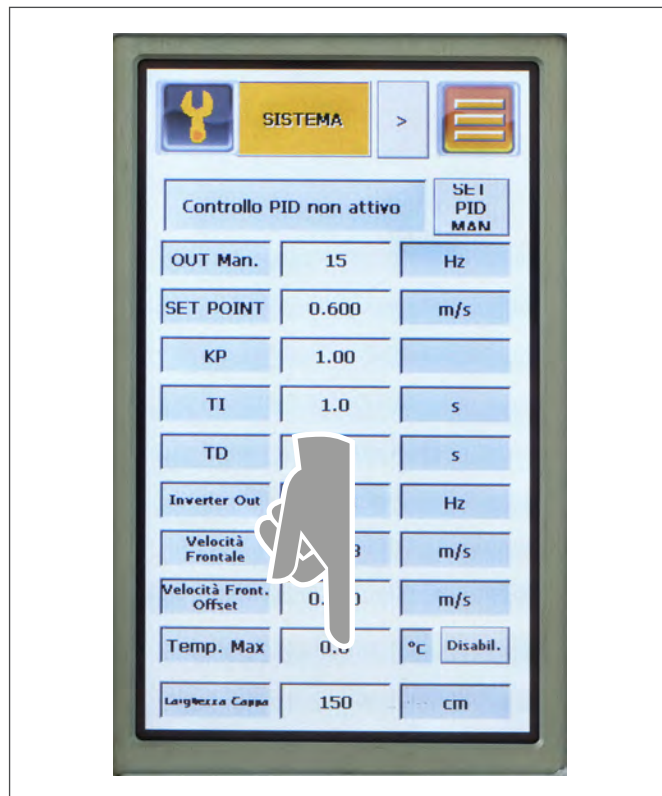 SISTEMA >
Controllo PID non attivo
SET
PID
MAN
OUT Man. 15 Hz
SET POINT 0.600 m/s
KP 1.00
TI 1.0 s
TD s
Inverter Out Hz
Velocità
Frontale
m/s
Velocità Front.
Offset
m/s
Temp. Max 0.0 °C Disabil.
Larghezza Cappa 150 cm